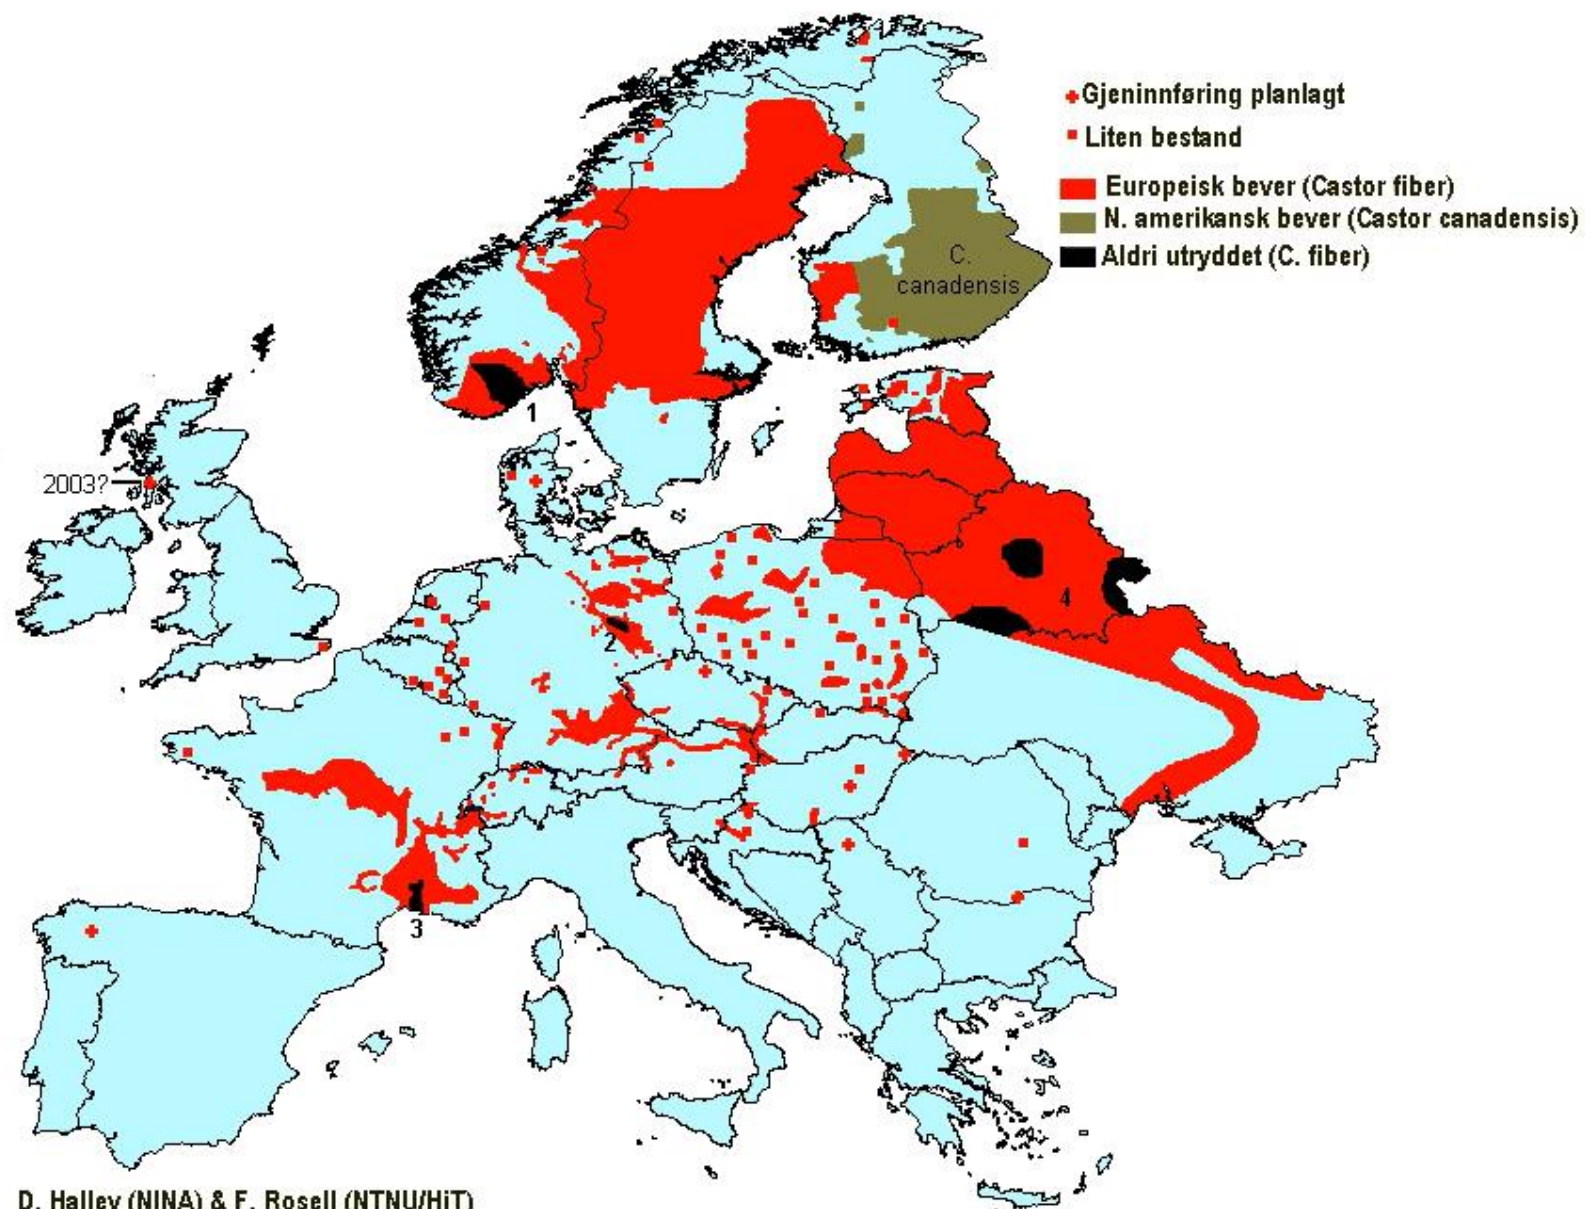 Gjeninnføring planlagt
Liten bestand
Europeisk bever (Castor fiber)
N. amerikansk bever (Castor canadensis)
Aldri utryddet (C. fiber)
C.
canadensis
1
2003?
4
2
3
D. Halley (NINA) & F. Rosell (NTNU/HiT)